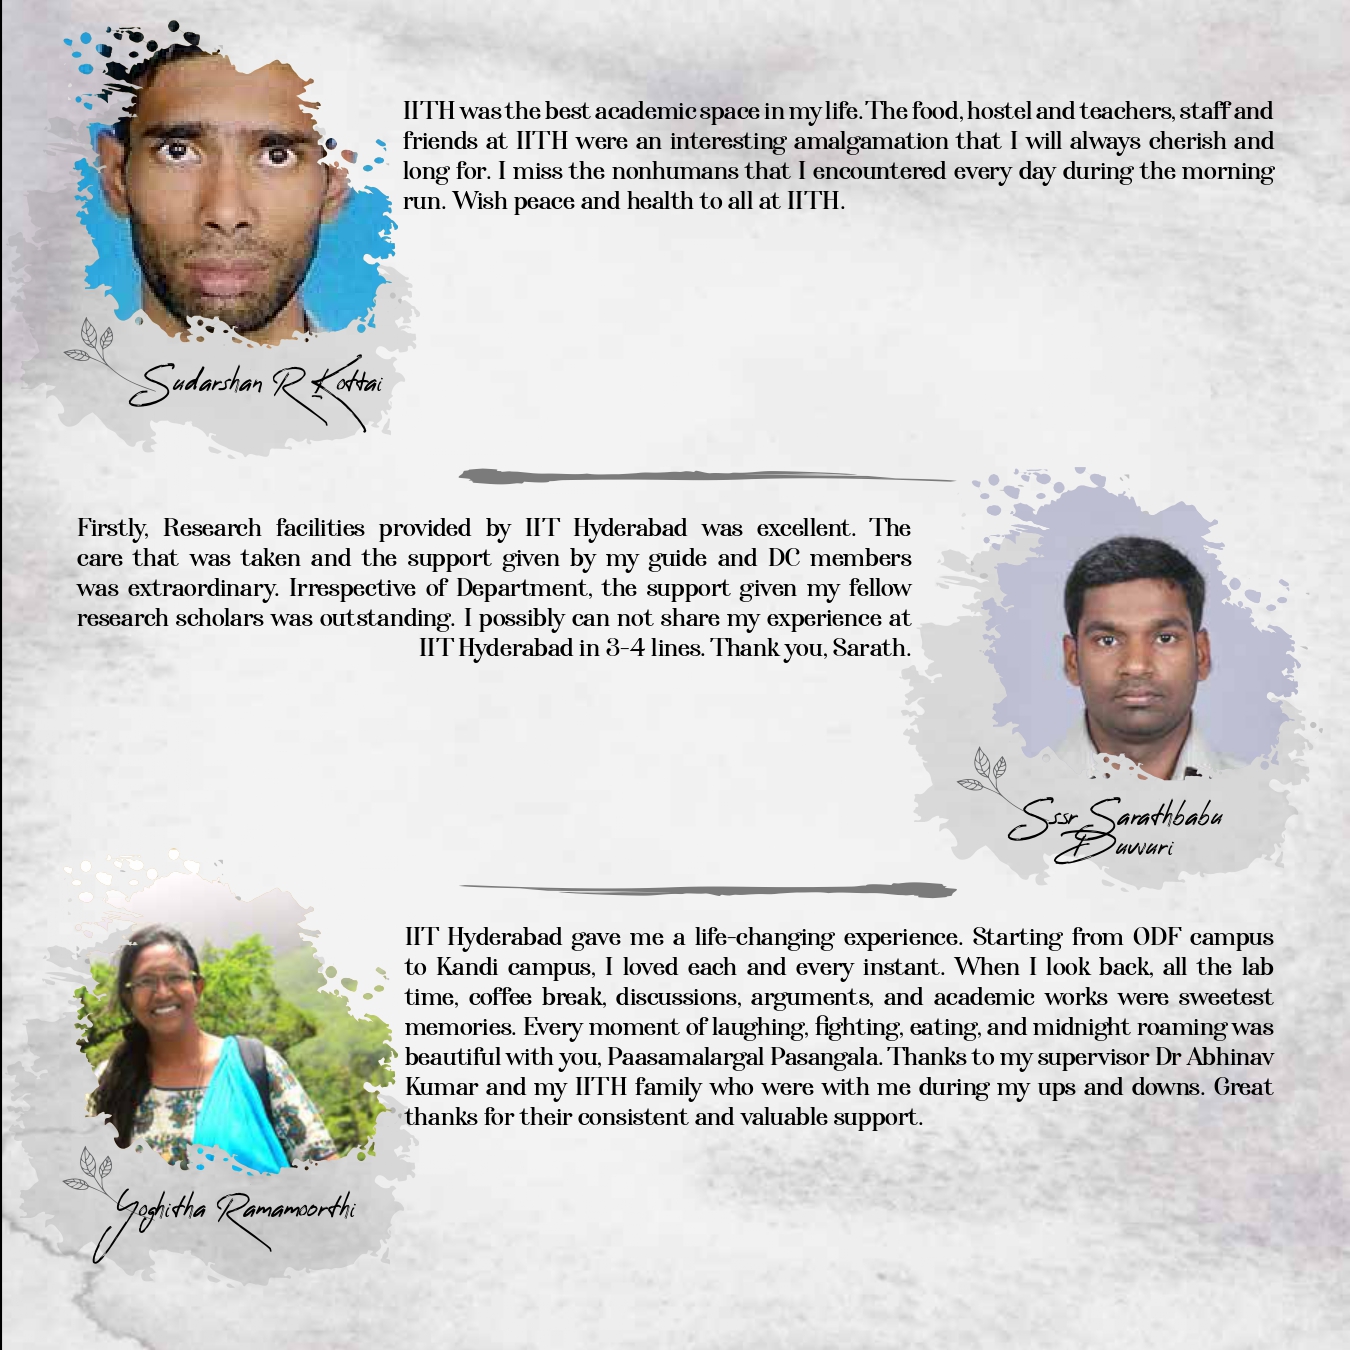 IITH was the best academic space in my life. The food, hostel and teachers, staff and
friends at IITH were an interesting amalgamation that I will always cherish and
long for. I miss the nonhumans that I encountered every day during the morning
run. Wish peace and health to all at IITH.
Sudarshan R Kottai
Firstly, Research facilities provided by IIT Hyderabad was excellent. The
care that was taken and the support given by my guide and DC members
was extraordinary. Irrespective of Department, the support given my fellow
research scholars was outstanding. I possibly can not share my experience at
IIT Hyderabad in 3-4 lines. Thank you, Sarath.
Sssr Sarathbabu
Duvvuri
IIT Hyderabad gave me a life-changing experience. Starting from ODF campus
to Kandi campus, I loved each and every instant. When I look back, all the lab
time, coffee break, discussions, arguments, and academic works were sweetest
memories. Every moment of laughing, fighting, eating, and midnight roaming was
beautiful with you, Paasamalargal Pasangala. Thanks to my supervisor Dr Abhinav
Kumar and my IITH family who were with me during my ups and downs. Great
thanks for their consistent and valuable support.
Yoghitha Ramamoorthi